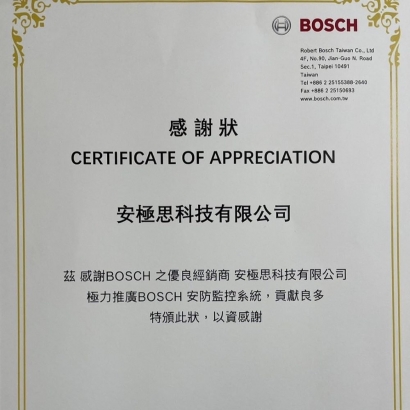 BOSCH
Robert Bosch Taiwan Co., Ltd
4F, No.90, Jian-Guo N. Road
Sec.1, Taipei 10491
Taiwan
Tel +886 2 25155388-2640
Fax +886 2 25150693
www.bosch.com.tw
感謝狀
CERTIFICATE OF APPRECIATION
安極思科技有限公司
茲 感謝BOSCH 之優良經銷商 安極思科技有限公司
極力推廣BOSCH 安防監控系統，貢獻良多
特頒此狀，以資感謝